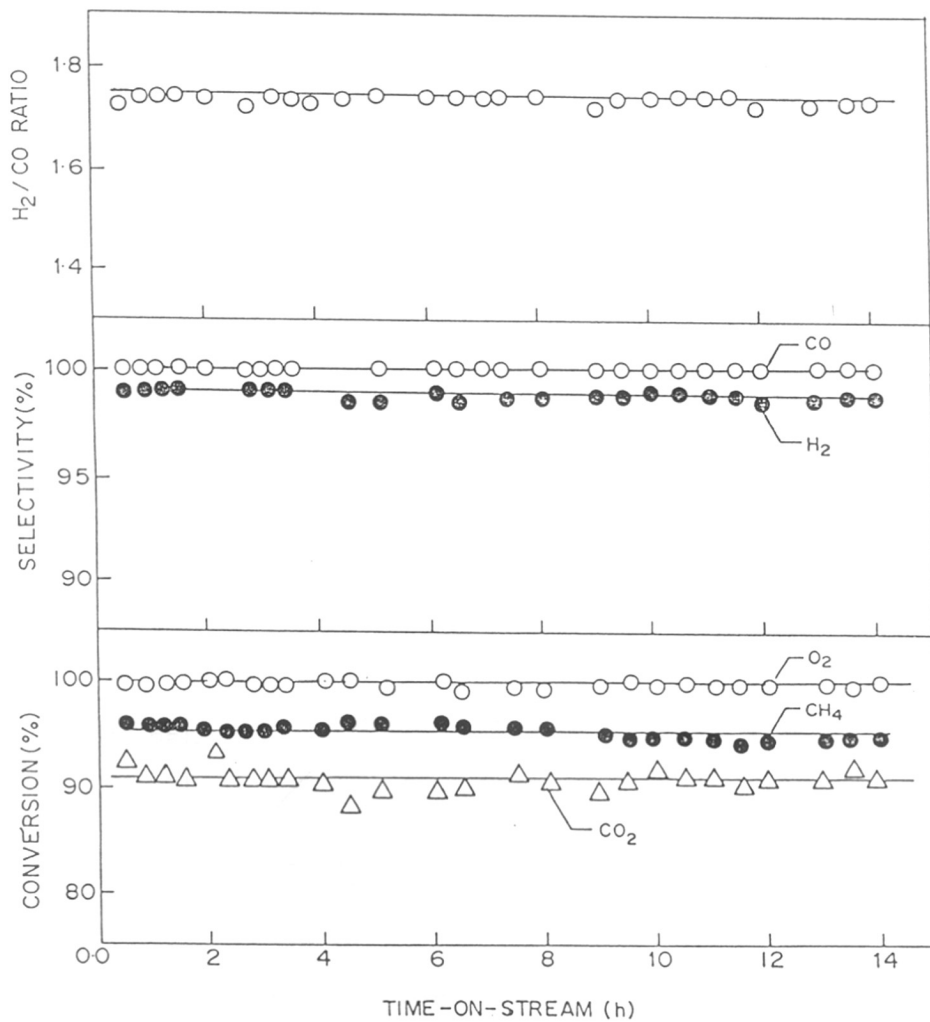 H2/CO RATIO
1·8
1·6
1·4
SELECTIVITY(%)
100
95
90
CO
H2
CONVERSION(%)
100
90
80
O2
CH4
CO2
0·0 2 4 6 8 10 12 14
TIME-ON-STREAM (h)